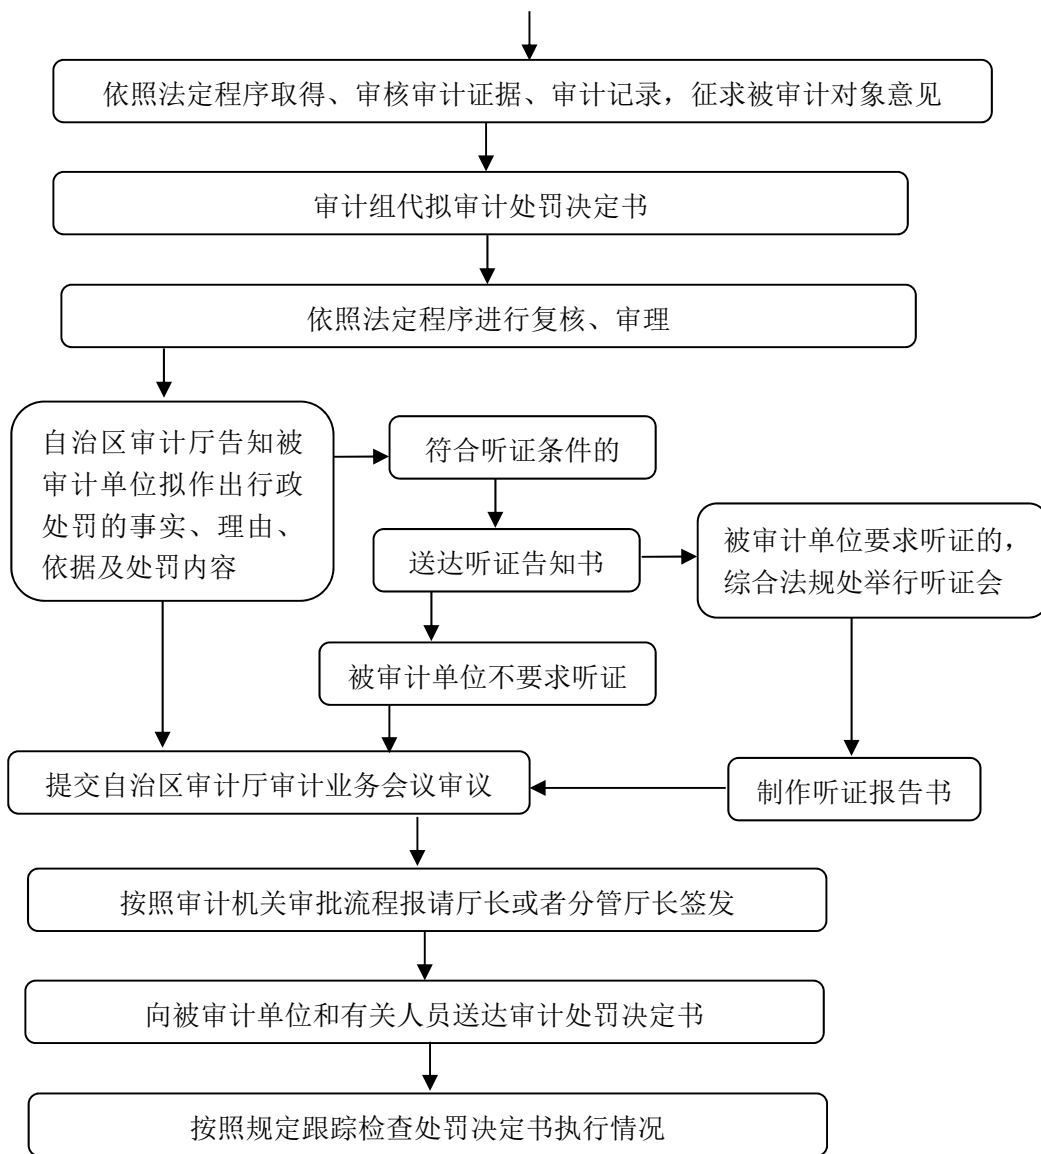 依照法定程序取得、审核审计证据、审计记录，征求被审计对象意见
审计组代拟审计处罚决定书
依照法定程序进行复核、审理
自治区审计厅告知被
审计单位拟作出行政
处罚的事实、理由、
依据及处罚内容
符合听证条件的
送达听证告知书
被审计单位要求听证的，
综合法规处举行听证会
被审计单位不要求听证
提交自治区审计厅审计业务会议审议
制作听证报告书
按照审计机关审批流程报请厅长或者分管厅长签发
向被审计单位和有关人员送达审计处罚决定书
按照规定跟踪检查处罚决定书执行情况